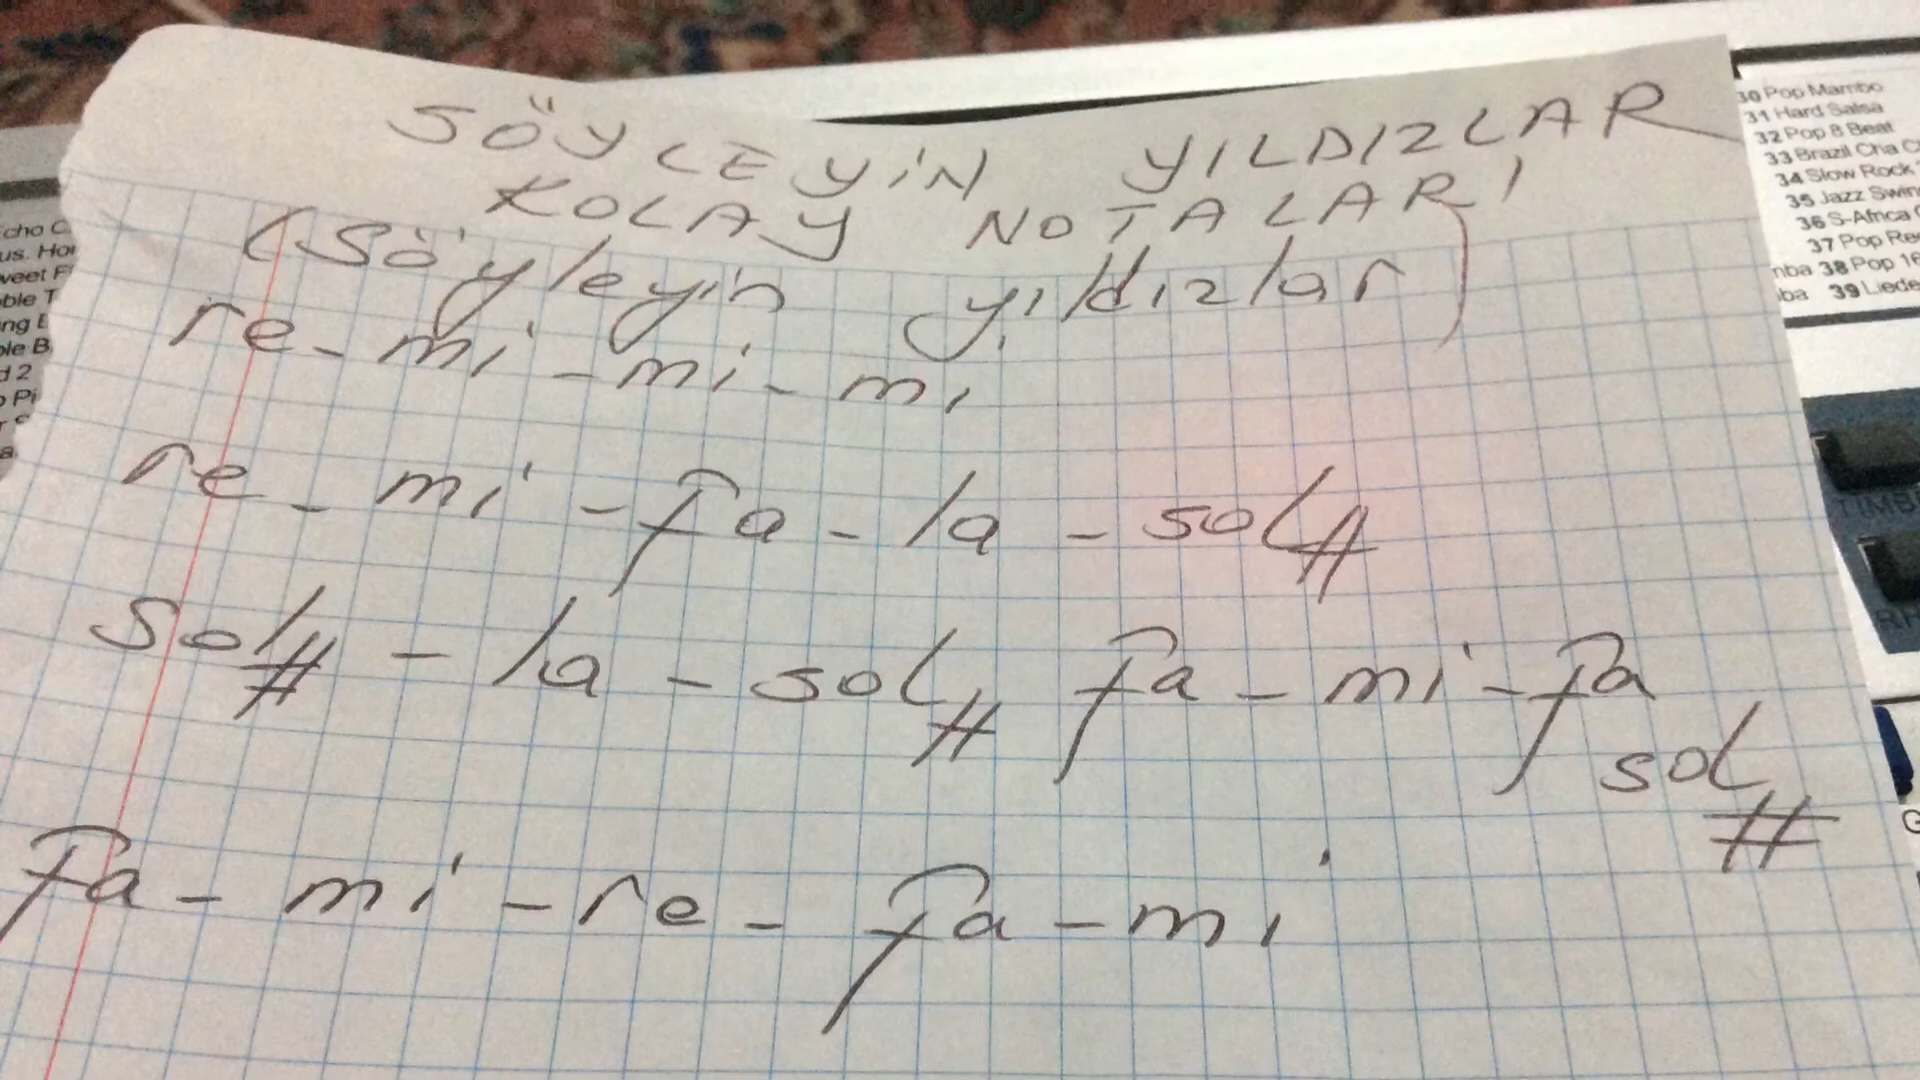 SÖYLEYİN YILDIZLAR
KOLAY NOTALARI
(Söyleyin yıldızlar)
re - mi - mi - mi
re - mi - fa - la - sol#
sol# - la - sol# fa - mi - fa
sol#
fa - mi - re - fa - mi
30 Pop Mambo
31 Hard Salsa
32 Pop 8 Beat
33 Brazil Cha C
34 Slow Rock
35 Jazz Swin
36 S-Africa
37 Pop Re
38 Pop 16
39 Liede